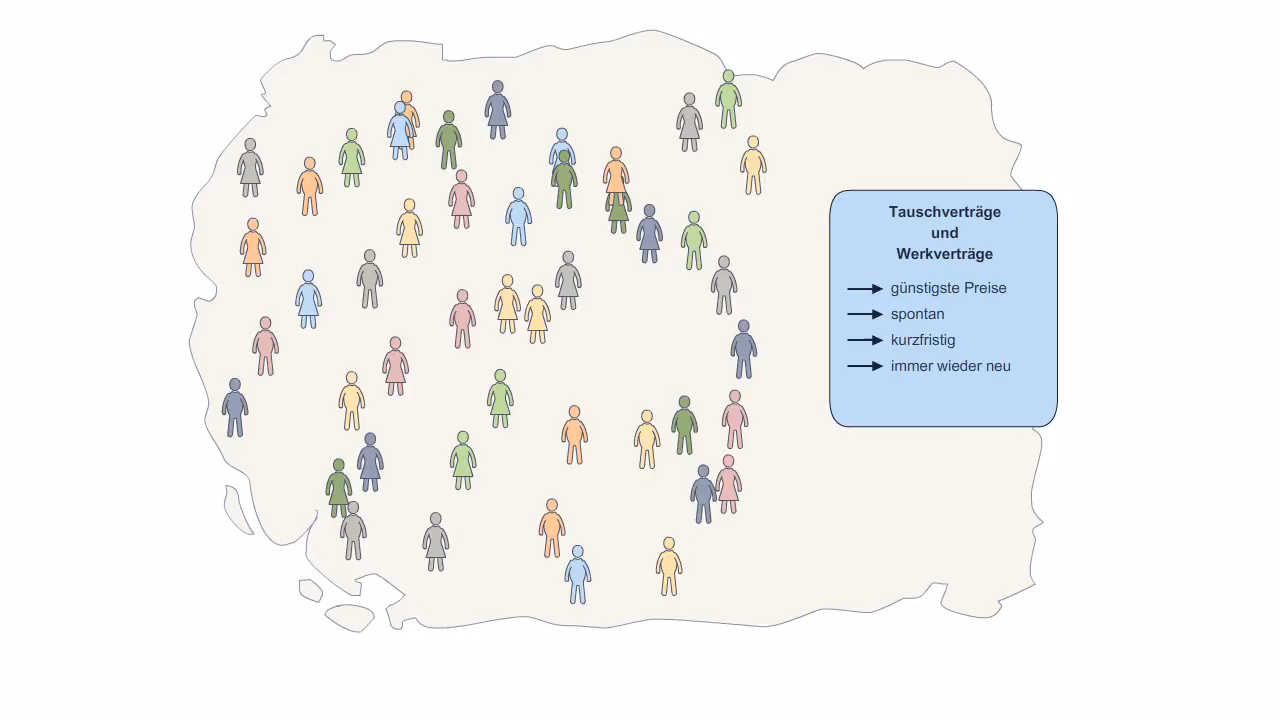 Tauschverträge
und
Werkverträge
günstigste Preise
spontan
kurzfristig
immer wieder neu